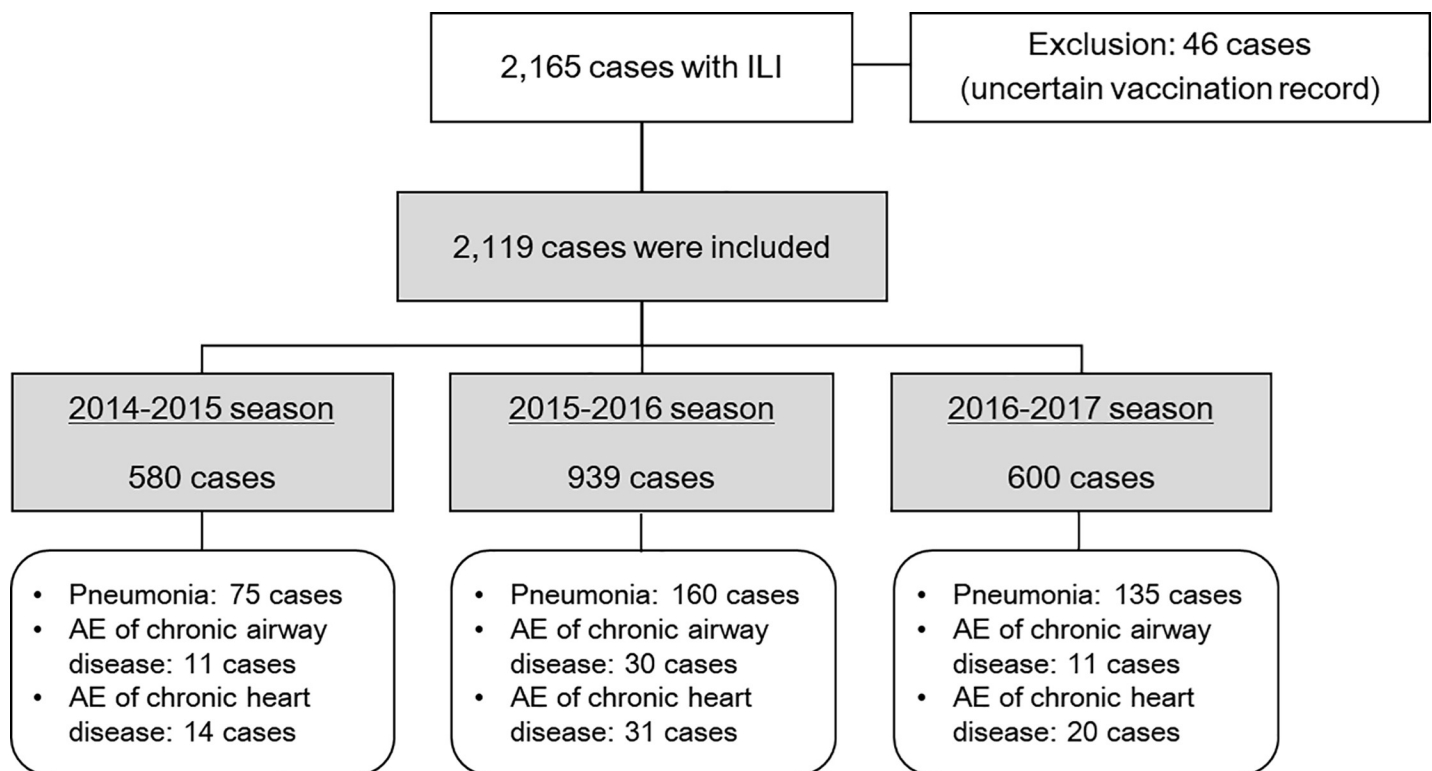 2,165 cases with ILI
Exclusion: 46 cases
(uncertain vaccination record)
2,119 cases were included
2014-2015 season
580 cases
2015-2016 season
939 cases
2016-2017 season
600 cases
• Pneumonia: 75 cases
• AE of chronic airway
disease: 11 cases
• AE of chronic heart
disease: 14 cases
• Pneumonia: 160 cases
• AE of chronic airway
disease: 30 cases
• AE of chronic heart
disease: 31 cases
• Pneumonia: 135 cases
• AE of chronic airway
disease: 11 cases
• AE of chronic heart
disease: 20 cases